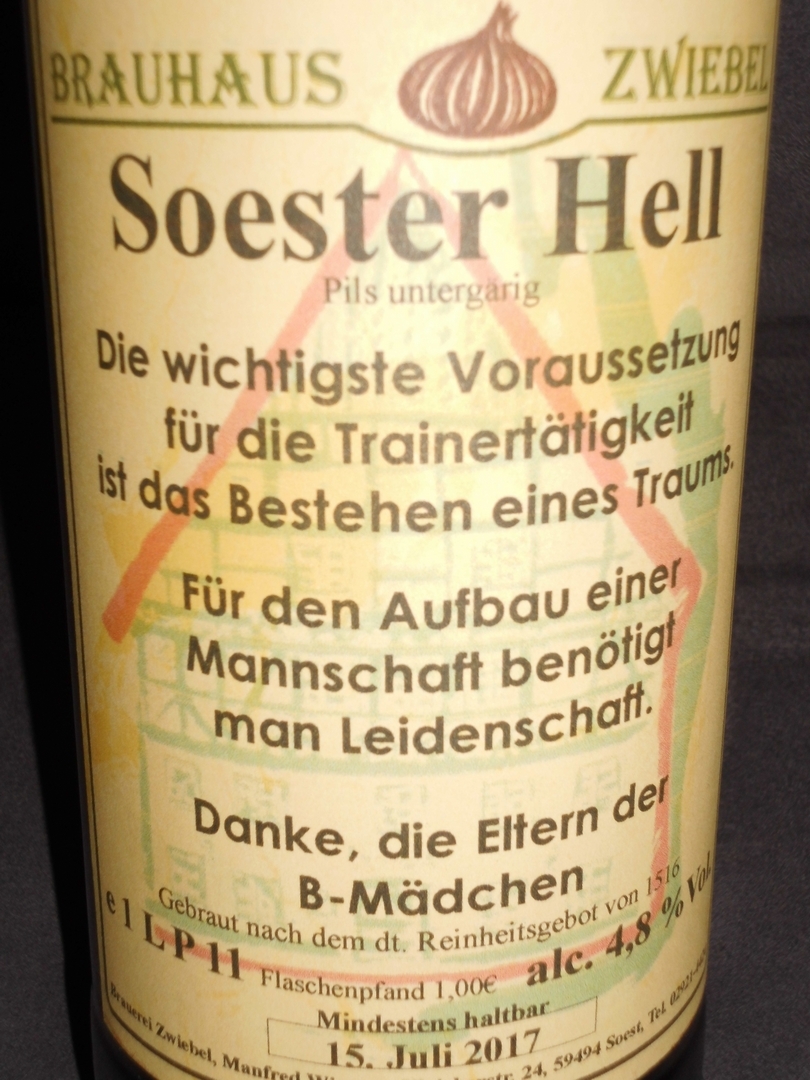 BRAUHAUS ZWIEBEL
Soester Hell
Pils untergärig
Die wichtigste Voraussetzung
für die Trainertätigkeit
ist das Bestehen eines Traums.
Für den Aufbau einer
Mannschaft benötigt
man Leidenschaft.
Danke, die Eltern der
B-Mädchen
Gebraut nach dem dt. Reinheitsgebot von 1516
e 1 L P 11 Flaschenpfand 1,00€ alc. 4,8 % Vol.
Mindestens haltbar
15. Juli 2017
Brauerei Zwiebel, Manfred str. 24, 59494 Soest, Tel.